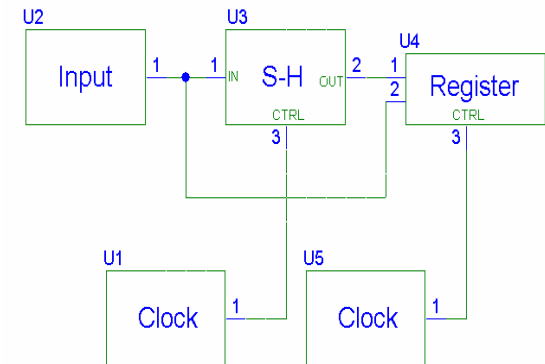 U2
U3
U4
Input
1
1
IN
S-H
OUT
2
1
2
Register
CTRL
3
CTRL
3
U1
U5
Clock
1
Clock
1